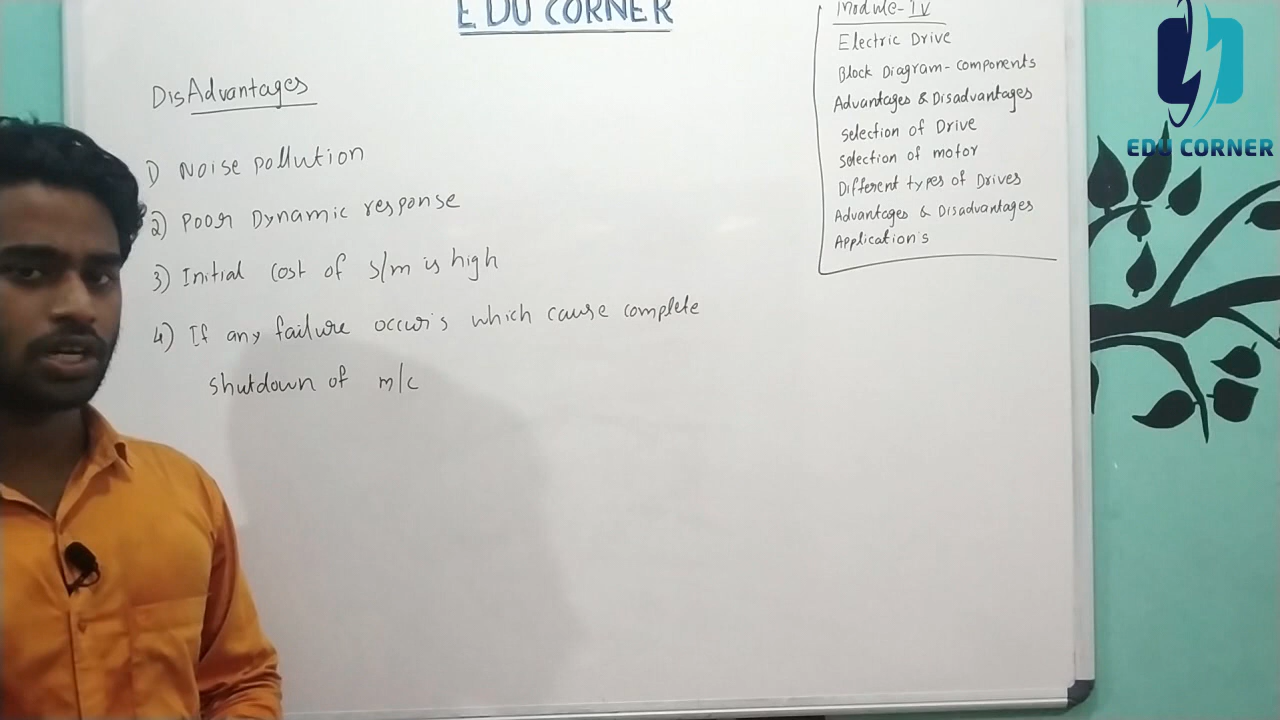 EDU CORNER
DisAdvantages
1) Noise pollution
2) Poor Dynamic response
3) Initial cost of s/m is high
4) If any failure occur's which cause complete
shutdown of m/c
Module-IV
Electric Drive
Block Diagram-components
Advantages & Disadvantages
selection of Drive
selection of motor
Different types of Drives
Advantages & Disadvantages
Application's
EDU CORNER